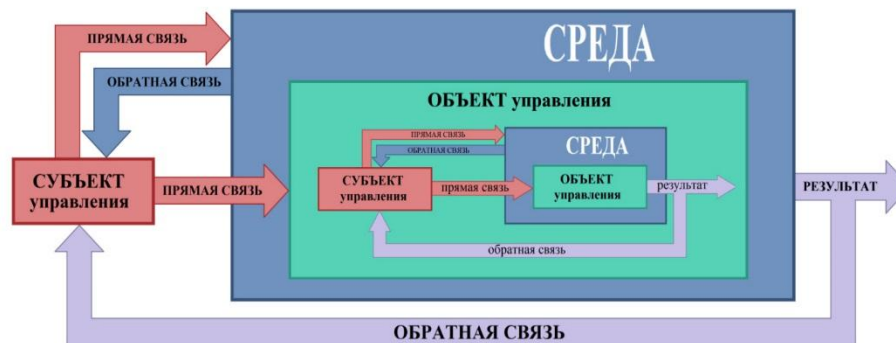 ПРЯМАЯ СВЯЗЬ
СРЕДА
ОБРАТНАЯ СВЯЗЬ
ОБЪЕКТ управления
ПРЯМАЯ СВЯЗЬ
ОБРАТНАЯ СВЯЗЬ
СРЕДА
СУБЪЕКТ
управления
ПРЯМАЯ СВЯЗЬ
СУБЪЕКТ
управления
прямая связь
ОБЪЕКТ
управления
результат
РЕЗУЛЬТАТ
обратная связь
ОБРАТНАЯ СВЯЗЬ